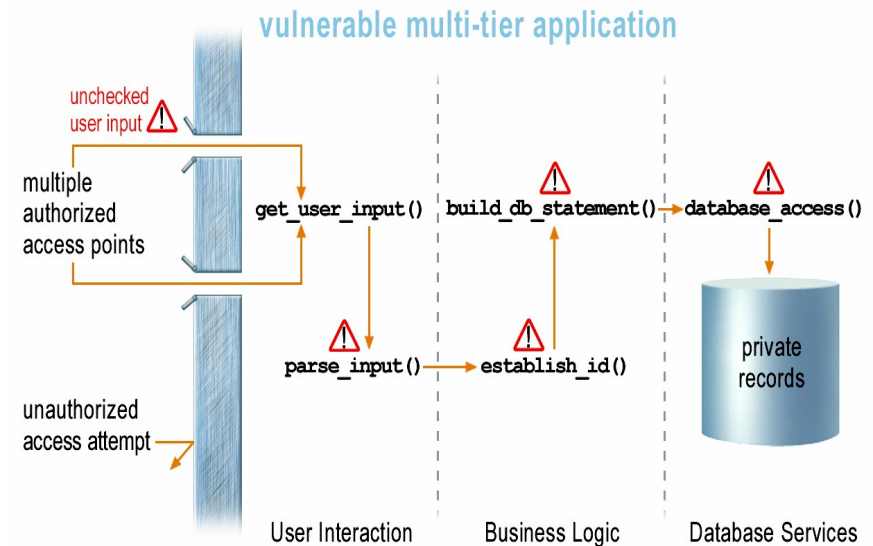 vulnerable multi-tier application
unchecked
user input
multiple
authorized
access points
get_user_input()
build_db_statement()
database_access()
parse_input()
establish_id()
private
records
unauthorized
access attempt
User Interaction
Business Logic
Database Services